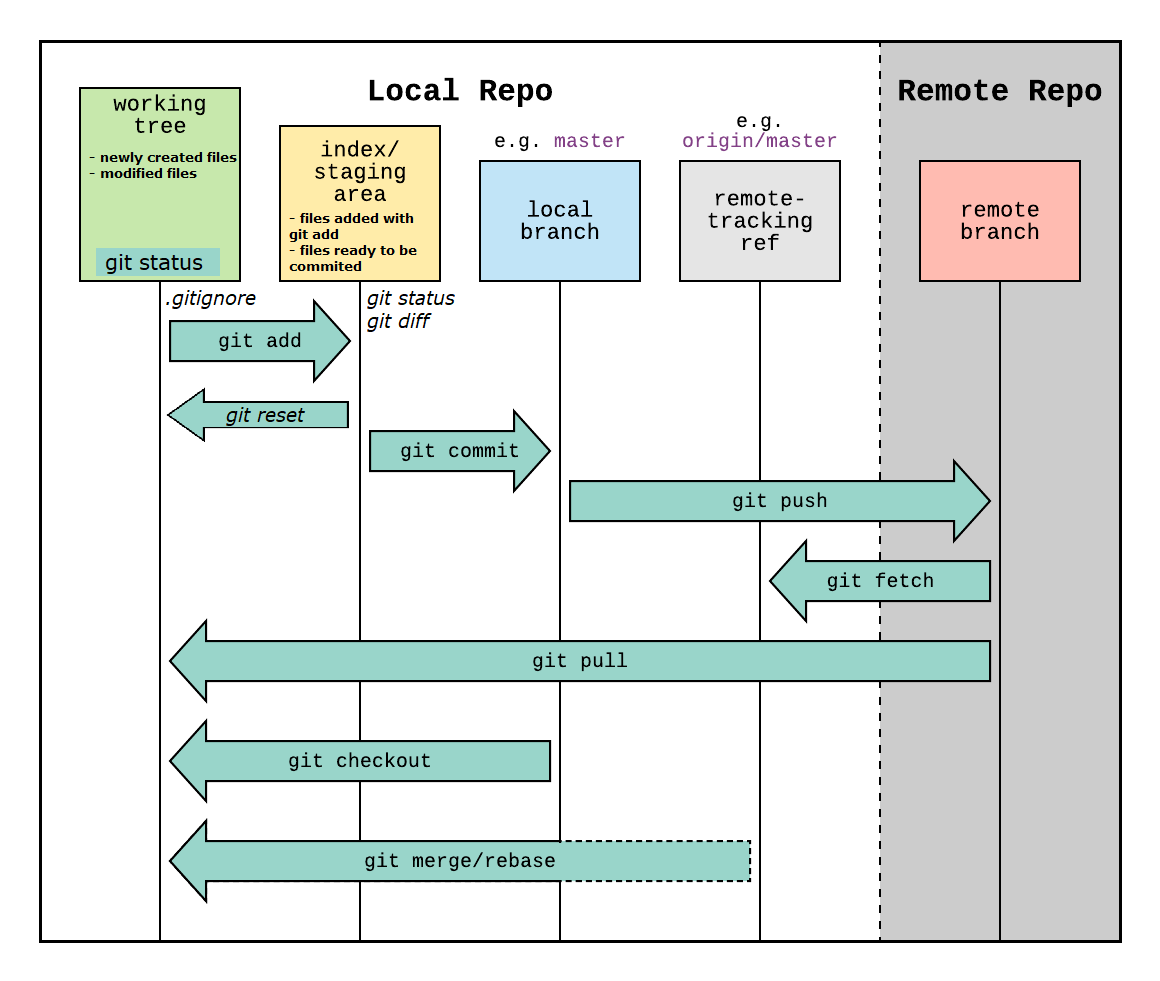 Local Repo
Remote Repo
working
tree
- newly created files
- modified files
git status
index/
staging
area
- files added with
git add
- files ready to be
commited
e.g. master
local
branch
e.g.
origin/master
remote-
tracking
ref
remote
branch
.gitignore
git status
git diff
git add
git reset
git commit
git push
git fetch
git pull
git checkout
git merge/rebase